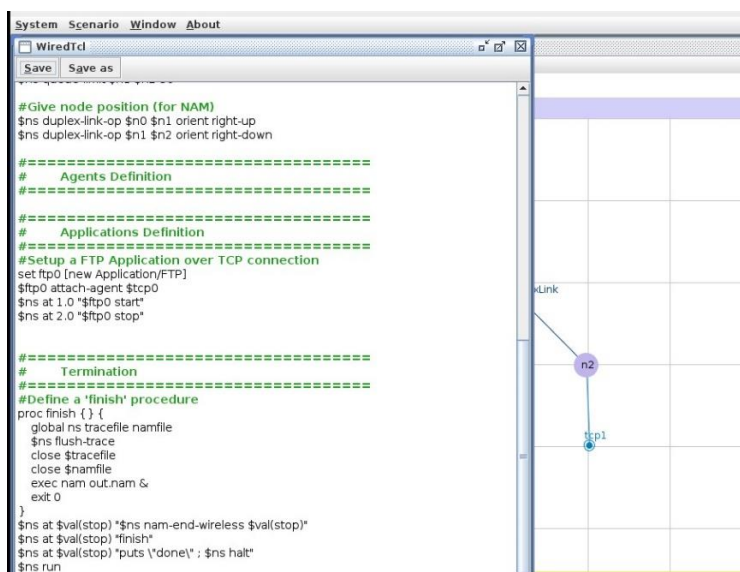 System Scenario Window About
WiredTcl
Save Save as
#Give node position (for NAM)
$ns duplex-link-op $n0 $n1 orient right-up
$ns duplex-link-op $n1 $n2 orient right-down
#===================================
# Agents Definition
#===================================
#===================================
# Applications Definition
#===================================
#Setup a FTP Application over TCP connection
set ftp0 [new Application/FTP]
$ftp0 attach-agent $tcp0
$ns at 1.0 "$ftp0 start"
$ns at 2.0 "$ftp0 stop"
#===================================
# Termination
#===================================
#Define a 'finish' procedure
proc finish { } {
global ns tracefile namfile
$ns flush-trace
close $tracefile
close $namfile
exec nam out.nam &
exit 0
}
$ns at $val(stop) "$ns nam-end-wireless $val(stop)"
$ns at $val(stop) "finish"
$ns at $val(stop) "puts \"done\" ; $ns halt"
$ns run
xLink
n2
tcp1